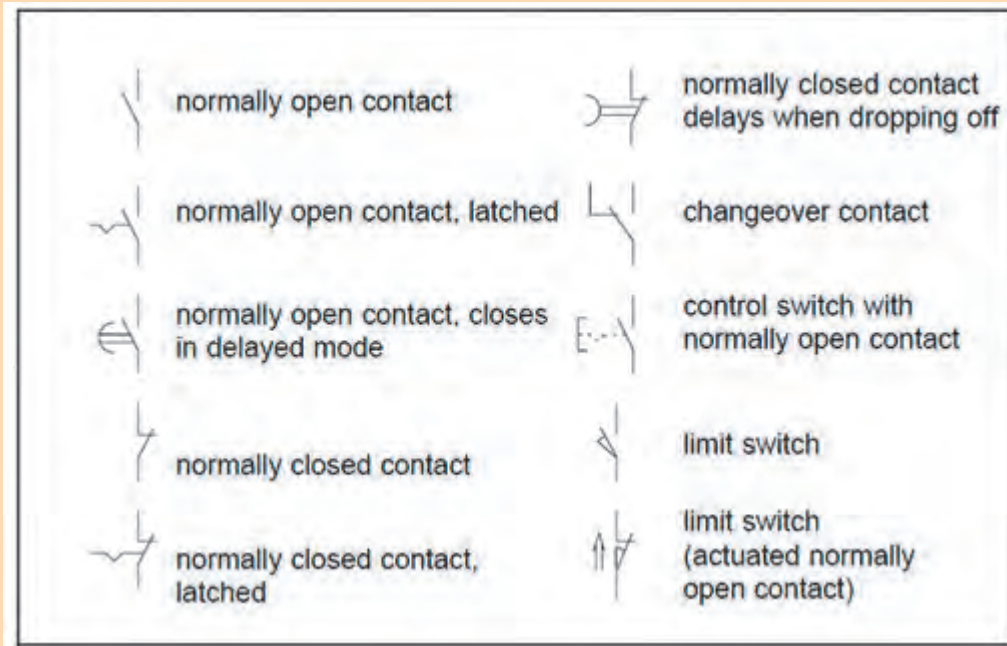 normally open contact
normally open contact, latched
normally open contact, closes
in delayed mode
normally closed contact
normally closed contact,
latched
normally closed contact
delays when dropping off
changeover contact
control switch with
normally open contact
limit switch
limit switch
(actuated normally
open contact)